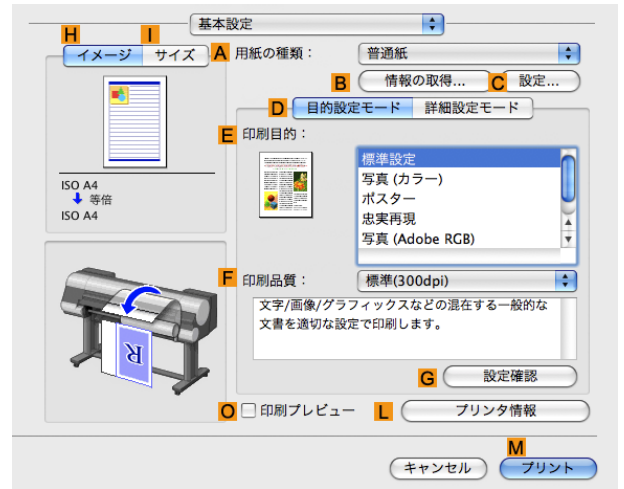 基本設定
H
I
イメージ サイズ
A 用紙の種類： 普通紙
B 情報の取得... C 設定...
D 目的設定モード 詳細設定モード
E 印刷目的：
標準設定
写真 (カラー)
ポスター
忠実再現
写真 (Adobe RGB)
ISO A4
等倍
ISO A4
F 印刷品質： 標準(300dpi)
文字/画像/グラフィックスなどの混在する一般的な
文書を適切な設定で印刷します。
R
G 設定確認
O 印刷プレビュー L プリンタ情報
M
キャンセル プリント